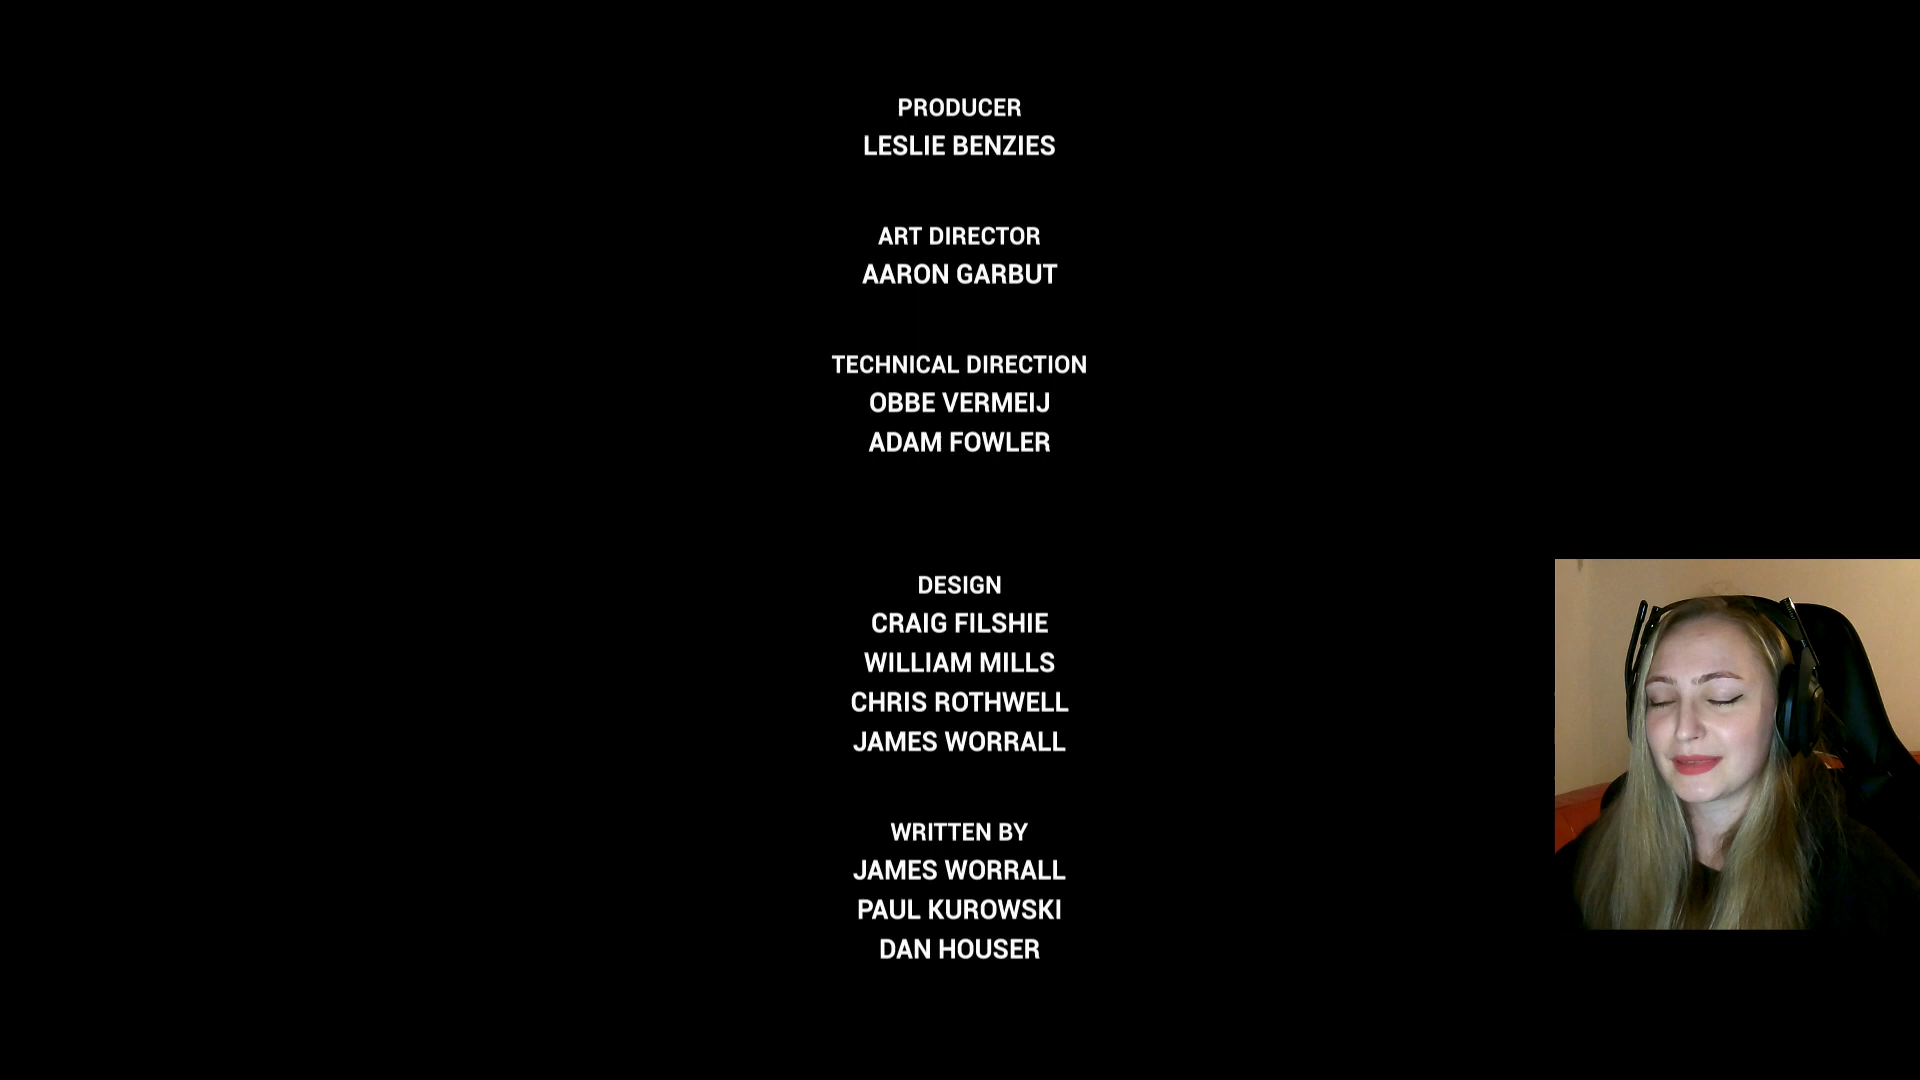 PRODUCER
LESLIE BENZIES
ART DIRECTOR
AARON GARBUT
TECHNICAL DIRECTION
OBBE VERMEIJ
ADAM FOWLER
DESIGN
CRAIG FILSHIE
WILLIAM MILLS
CHRIS ROTHWELL
JAMES WORRALL
WRITTEN BY
JAMES WORRALL
PAUL KUROWSKI
DAN HOUSER